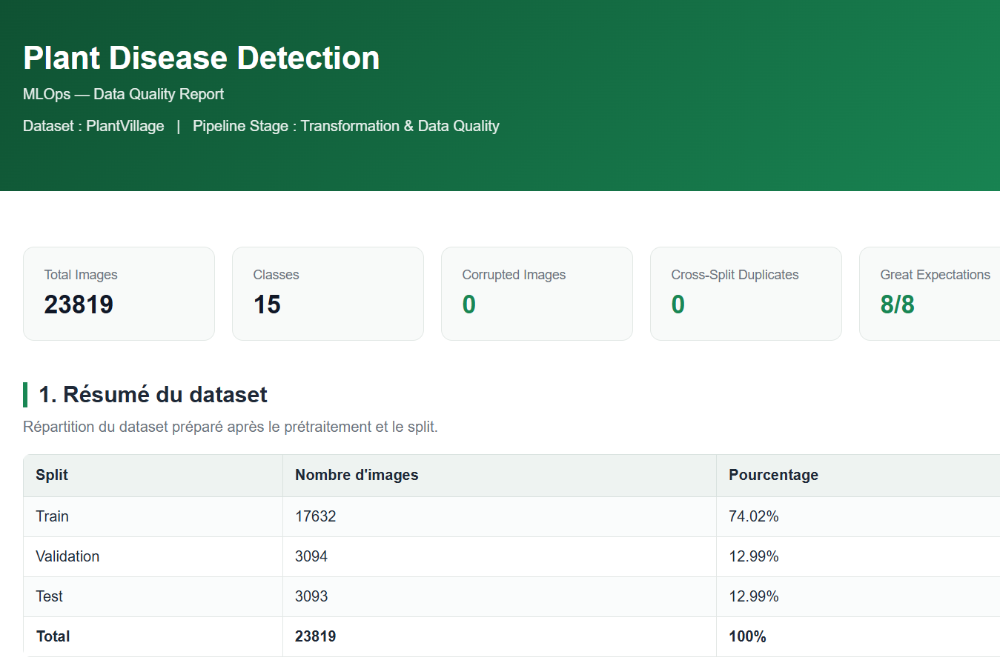 Plant Disease Detection
MLOps — Data Quality Report
Dataset : PlantVillage | Pipeline Stage : Transformation & Data Quality
Total Images
23819
Classes
15
Corrupted Images
0
Cross-Split Duplicates
0
Great Expectations
8/8
1. Résumé du dataset
Répartition du dataset préparé après le prétraitement et le split.
Split Nombre d'images Pourcentage
Train 17632 74.02%
Validation 3094 12.99%
Test 3093 12.99%
Total 23819 100%